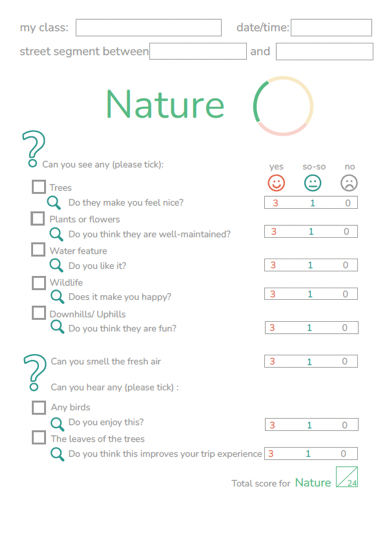 my class:
date/time:
street segment between
and
Nature
?
Can you see any (please tick):
yes so-so no
Trees
Do they make you feel nice? 3 1 0
Plants or flowers
Do you think they are well-maintained? 3 1 0
Water feature
Do you like it? 3 1 0
Wildlife
Does it make you happy? 3 1 0
Downhills/ Uphills
Do you think they are fun? 3 1 0
?
Can you smell the fresh air 3 1 0
Can you hear any (please tick) :
Any birds
Do you enjoy this? 3 1 0
The leaves of the trees
Do you think this improves your trip experience 3 1 0
Total score for Nature /24